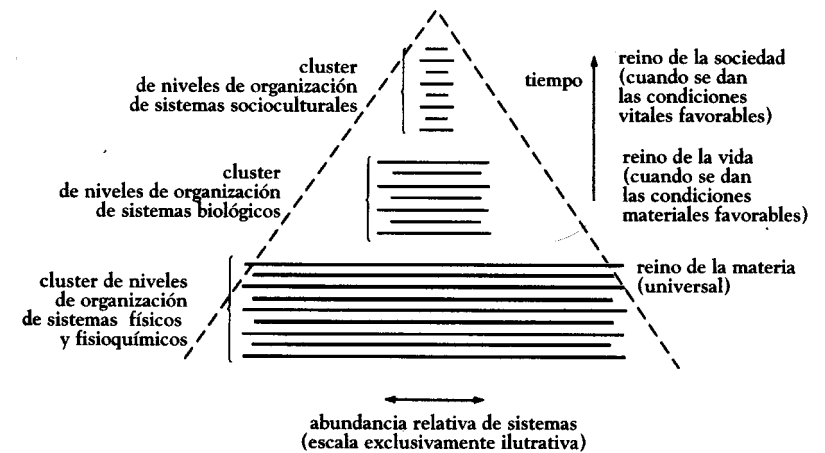 cluster
de niveles de organización
de sistemas socioculturales
tiempo
reino de la sociedad
(cuando se dan
las condiciones
vitales favorables)
cluster
de niveles de organización
de sistemas biológicos
reino de la vida
(cuando se dan
las condiciones
materiales favorables)
cluster de niveles
de organización
de sistemas físicos
y fisioquímicos
reino de la materia
(universal)
abundancia relativa de sistemas
(escala exclusivamente ilutrativa)